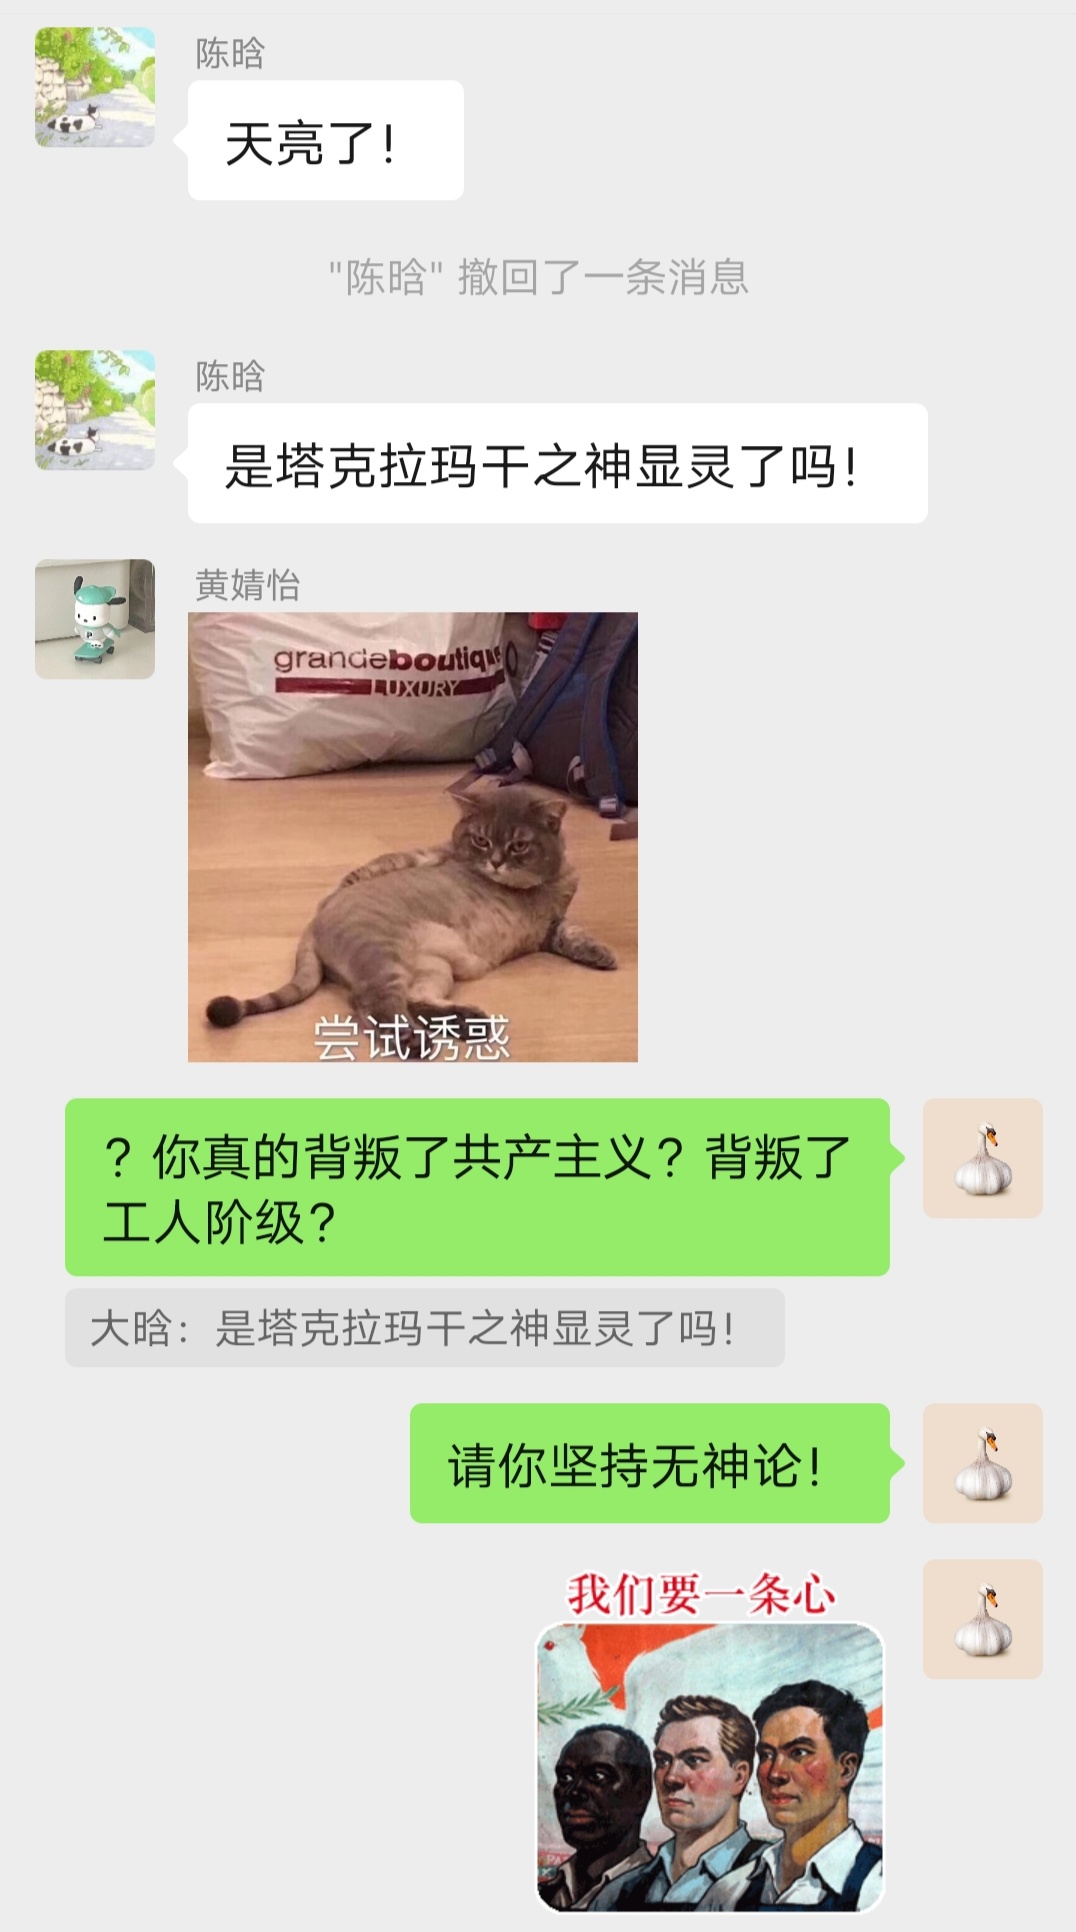 陈晗
天亮了！
"陈晗" 撤回了一条消息
陈晗
是塔克拉玛干之神显灵了吗！
黄婧怡
grandeboutique
LUXURY
尝试诱惑
？你真的背叛了共产主义？背叛了
工人阶级？
大晗：是塔克拉玛干之神显灵了吗！
请你坚持无神论！
我们要一条心